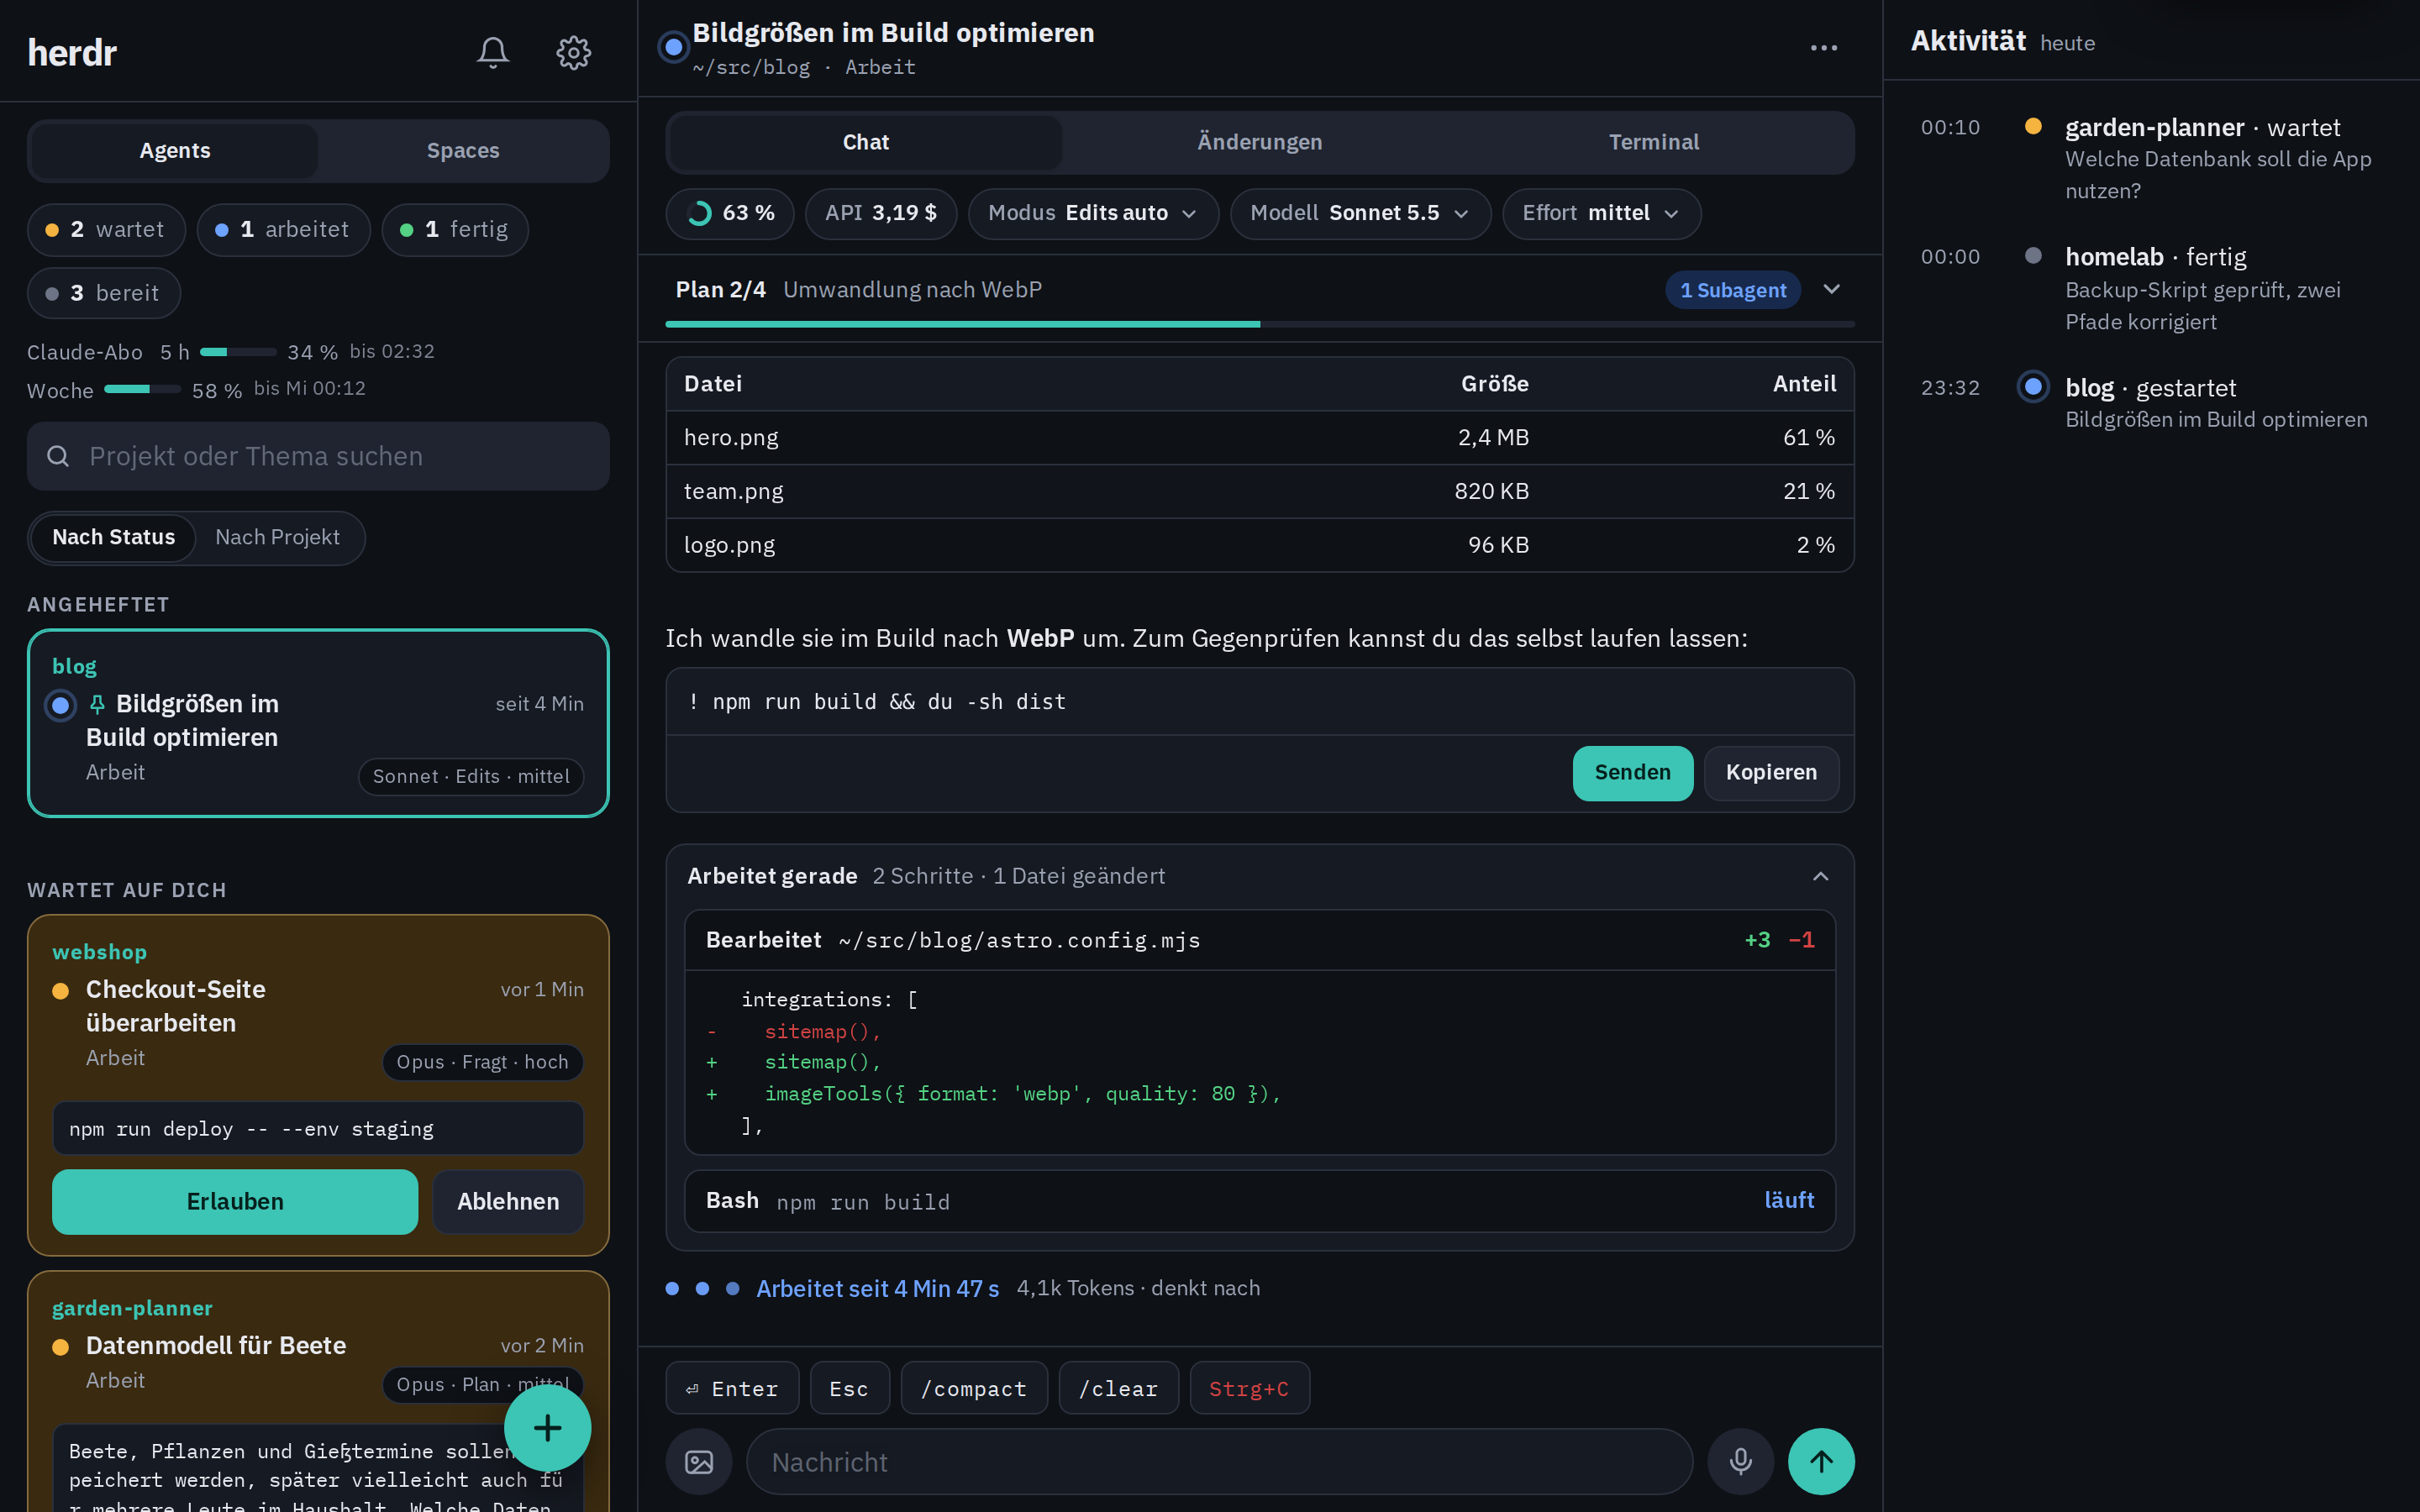 herdr
Agents
Spaces
2 wartet
1 arbeitet
1 fertig
3 bereit
Claude-Abo 5 h 34 % bis 02:32
Woche 58 % bis Mi 00:12
Projekt oder Thema suchen
Nach Status
Nach Projekt
ANGEHEFTET
blog
Bildgrößen im
Build optimieren
seit 4 Min
Arbeit
Sonnet · Edits · mittel
WARTET AUF DICH
webshop
Checkout-Seite
überarbeiten
vor 1 Min
Arbeit
Opus · Fragt · hoch
npm run deploy -- --env staging
Erlauben
Ablehnen
garden-planner
Datenmodell für Beete
vor 2 Min
Arbeit
Opus · Plan · mittel
Beete, Pflanzen und Gießtermine sollen
peichert werden, später vielleicht auch fü
r mehrere Leute im Haushalt. Welche Daten
Bildgrößen im Build optimieren
~/src/blog · Arbeit
Chat
Änderungen
Terminal
63 %
API 3,19 $
Modus Edits auto
Modell Sonnet 5.5
Effort mittel
Plan 2/4 Umwandlung nach WebP
1 Subagent
Datei Größe Anteil
hero.png 2,4 MB 61 %
team.png 820 KB 21 %
logo.png 96 KB 2 %
Ich wandle sie im Build nach WebP um. Zum Gegenprüfen kannst du das selbst laufen lassen:
! npm run build && du -sh dist
Senden
Kopieren
Arbeitet gerade 2 Schritte · 1 Datei geändert
Bearbeitet ~/src/blog/astro.config.mjs +3 −1
integrations: [
- sitemap(),
+ sitemap(),
+ imageTools({ format: 'webp', quality: 80 }),
],
Bash npm run build läuft
Arbeitet seit 4 Min 47 s 4,1k Tokens · denkt nach
⏎ Enter
Esc
/compact
/clear
Strg+C
Nachricht
Aktivität heute
00:10 garden-planner · wartet
Welche Datenbank soll die App
nutzen?
00:00 homelab · fertig
Backup-Skript geprüft, zwei
Pfade korrigiert
23:32 blog · gestartet
Bildgrößen im Build optimieren